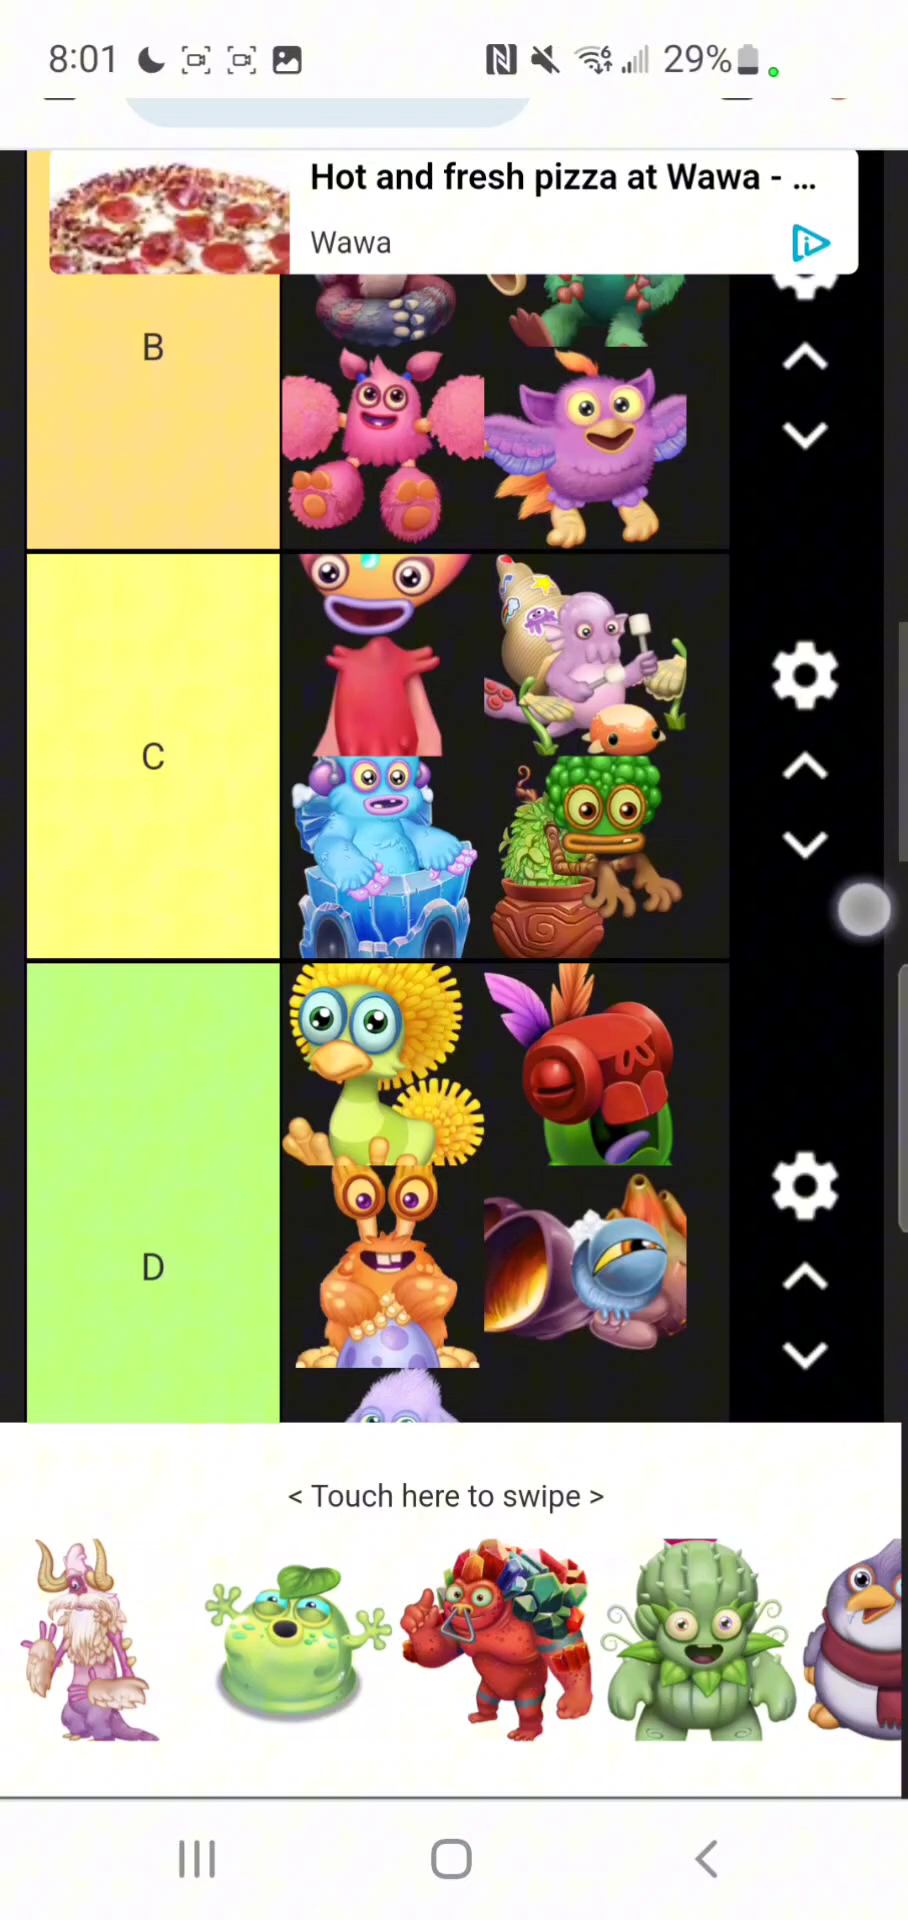 8:01
29%
Hot and fresh pizza at Wawa - ...
Wawa
B
C
D
< Touch here to swipe >